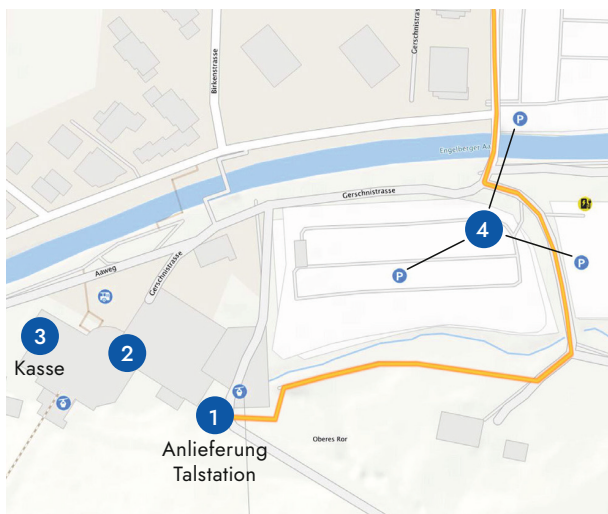 Birkenstrasse
Gerschnistrasse
P
Engelberger Aa
Gerschnistrasse
4
P
P
Aaweg
Gerschnistrasse
3
Kasse
2
1
Anlieferung
Talstation
Oberes Ror